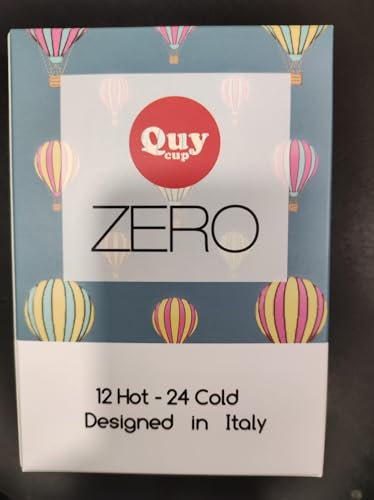 Quy
cup
ZERO
12 Hot - 24 Cold
Designed in Italy